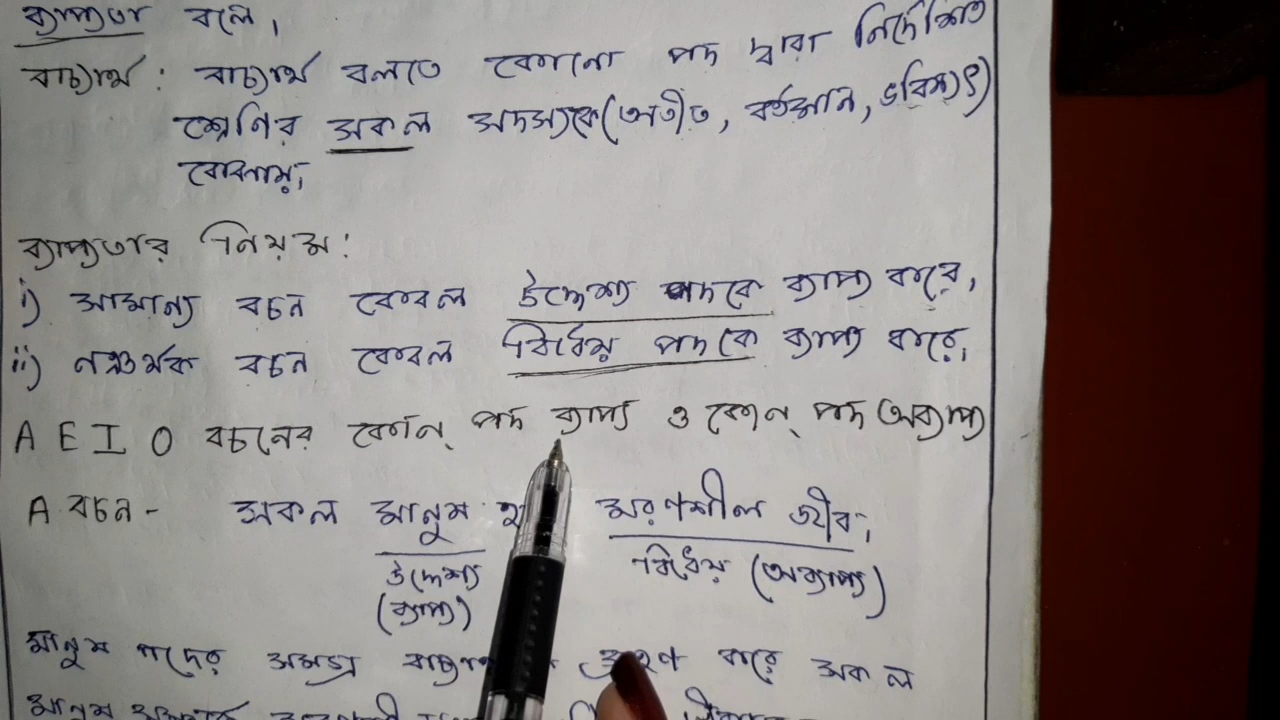 ব্যাপ্যতা বলে।
বাচ্যার্থ : বাচ্যার্থ বলতে কোনো পদ দ্বারা নির্দেশিত
শ্রেণির সকল সদস্যকে (অতীত, বর্তমান, ভবিষ্যৎ)
বোঝায়।
ব্যাপ্যতার নিয়ম :
i) সামান্য বচন কেবল উদ্দেশ্য পদকে ব্যাপ্য করে।
ii) নঞর্থক বচন কেবল বিধেয় পদকে ব্যাপ্য করে।
A E I O বচনের কোন্ পদ ব্যাপ্য ও কোন্ পদ অব্যাপ্য
A বচন - সকল মানুষ মরণশীল জীব।
উদ্দেশ্য বিধেয় (অব্যাপ্য)
(ব্যাপ্য)
মানুষ পদের সমগ্র গ্রহণ করে সকল
মানুষ